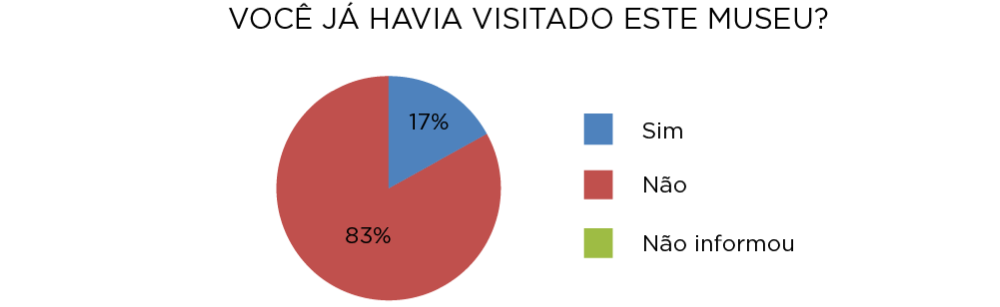 VOCÊ JÁ HAVIA VISITADO ESTE MUSEU?
17%
Sim
Não
83%
Não informou